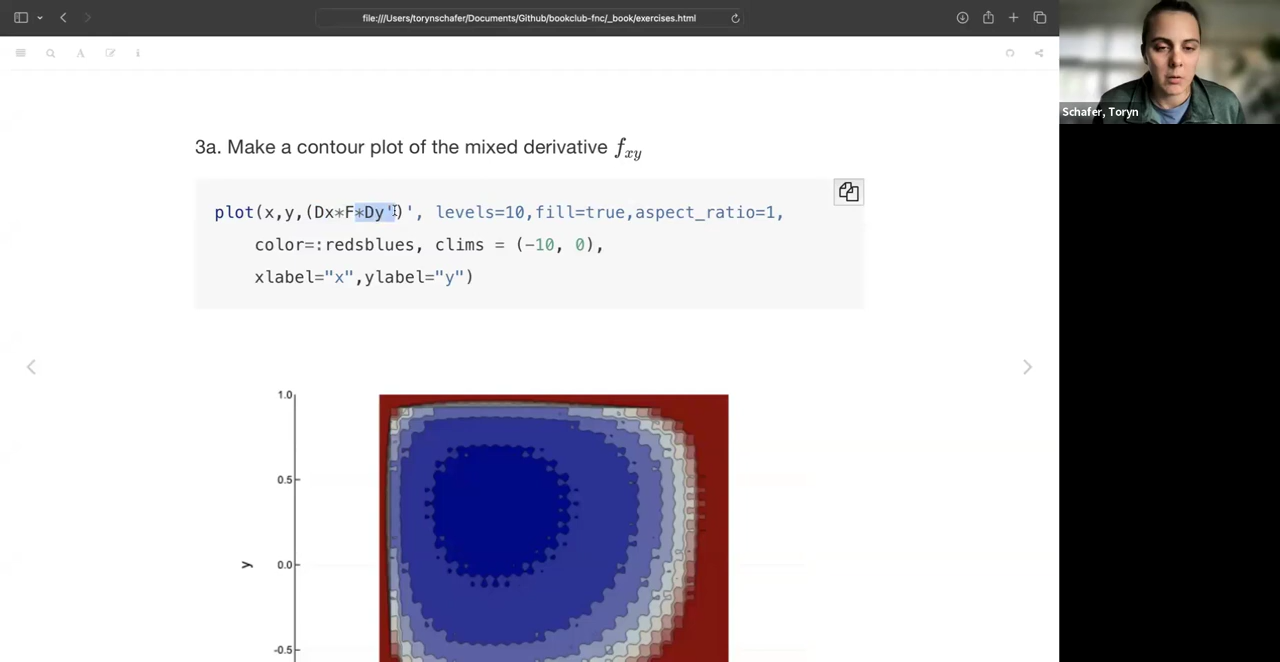 file:///Users/torynschafer/Documents/Github/bookclub-fnc/_book/exercises.html
Schafer, Toryn
3a. Make a contour plot of the mixed derivative fxy
plot(x,y,(Dx*F*Dy')', levels=10,fill=true,aspect_ratio=1,
color=:redsblues, clims = (-10, 0),
xlabel="x",ylabel="y")
1.0
0.5
0.0
-0.5
y